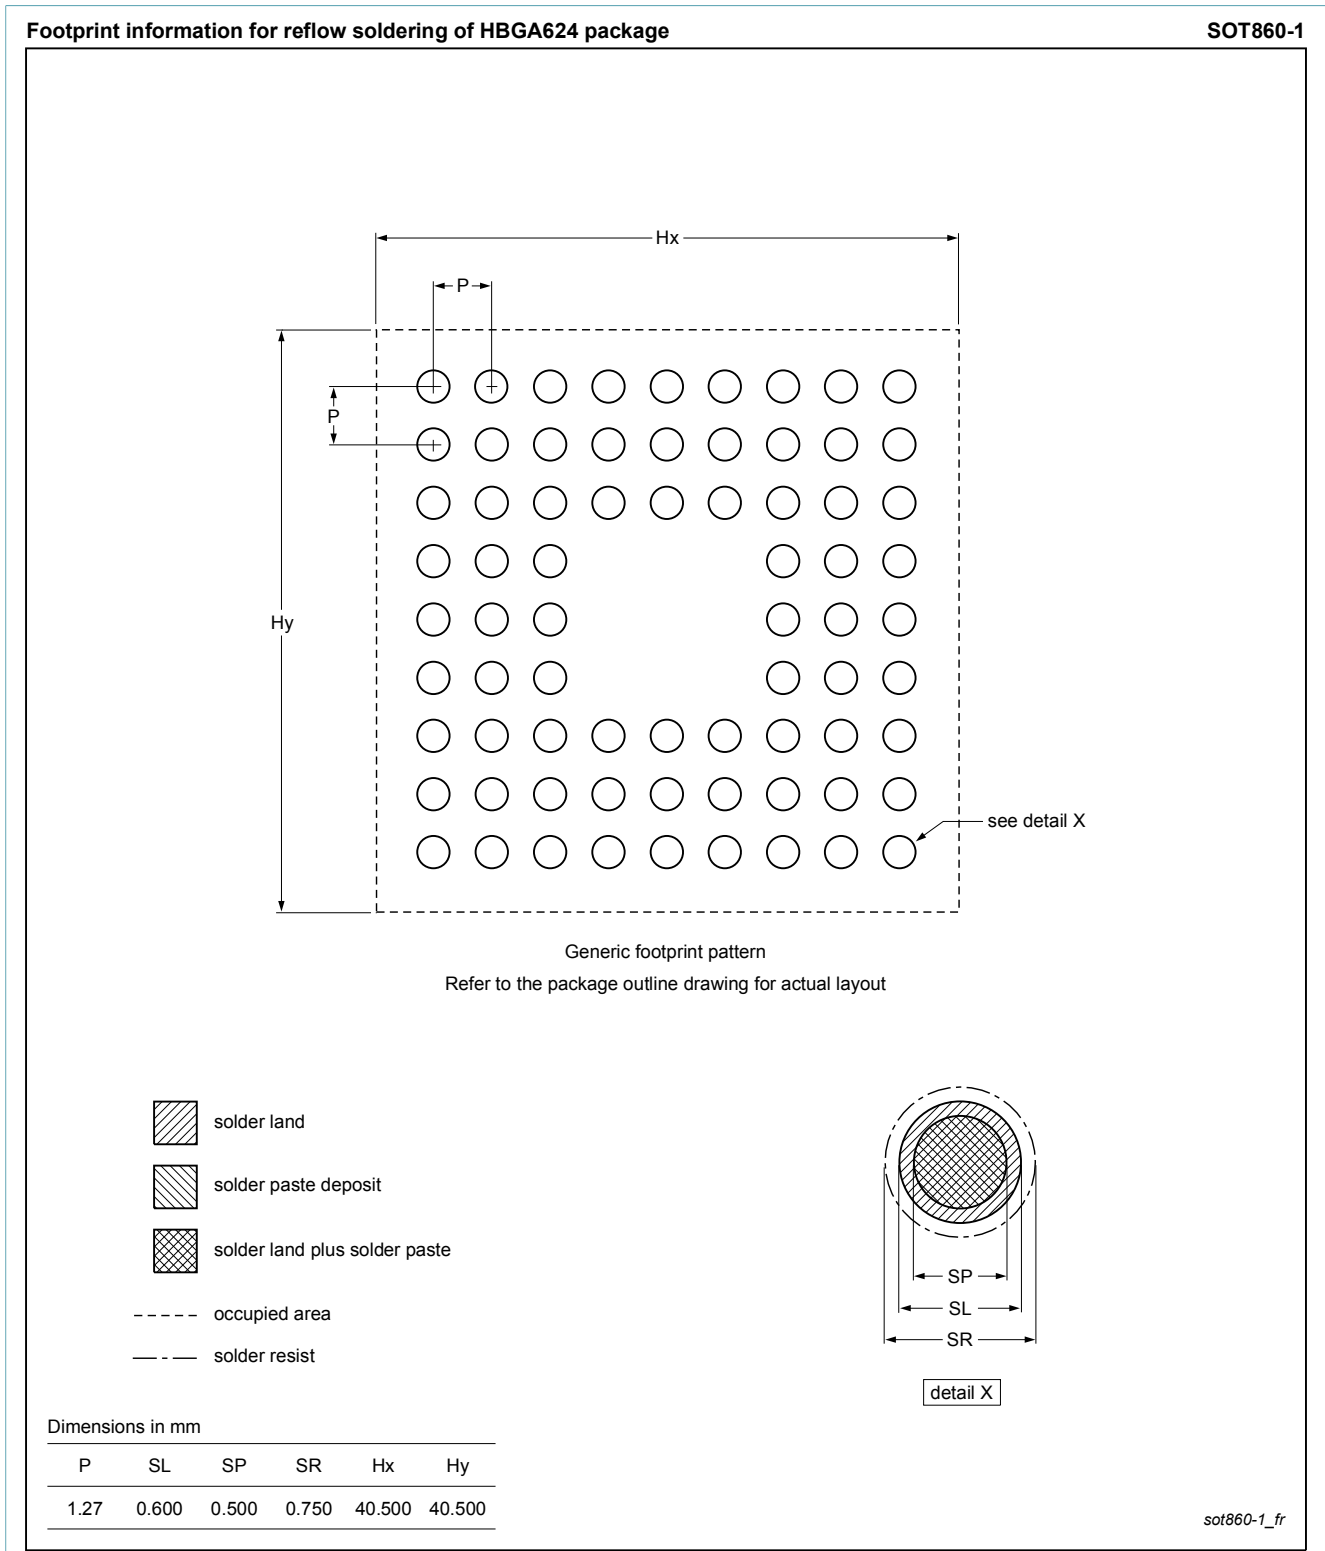 Footprint information for reflow soldering of HBGA624 package SOT860-1
Hx
P
P
Hy
see detail X
Generic footprint pattern
Refer to the package outline drawing for actual layout
solder land
solder paste deposit
solder land plus solder paste
occupied area
solder resist
SP
SL
SR
detail X
Dimensions in mm
P SL SP SR Hx Hy
1.27 0.600 0.500 0.750 40.500 40.500
sot860-1_fr